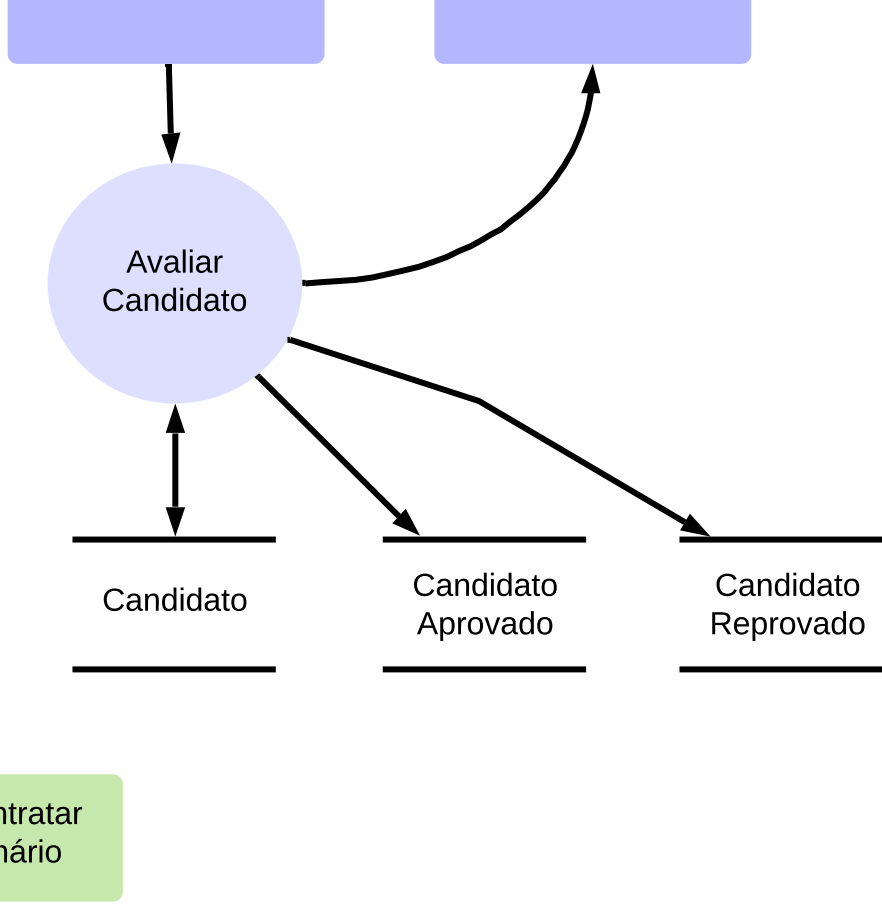 Avaliar
Candidato
Candidato
Candidato
Aprovado
Candidato
Reprovado
ntratar
nário